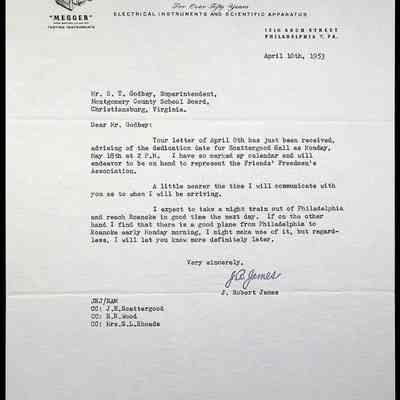 For Over Fifty Years
ELECTRICAL INSTRUMENTS AND SCIENTIFIC APPARATUS
"MEGGER"
TESTING INSTRUMENTS
1316 ARCH STREET
PHILADELPHIA 7, PA.
April 10th, 1953
Mr. S. T. Godbey, Superintendent,
Montgomery County School Board,
Christiansburg, Virginia.
Dear Mr. Godbey:
Your letter of April 8th has just been received,
advising of the dedication date for Scattergood Hall as Monday,
May 18th at 2 P.M. I have so marked my calendar and will
endeavor to be on hand to represent the Friends' Freedmen's
Association.
A little nearer the time I will communicate with
you as to when I will be arriving.
I expect to take a night train out of Philadelphia
and reach Roanoke in good time the next day. If on the other
hand I find that there is a good plane from Philadelphia to
Roanoke early Monday morning, I might make use of it, but regard-
less, I will let you know more definitely later.
Very sincerely,
J. R. James
J. Robert James
JRJ/RAM
CC: J.H.Scattergood
CC: R.R.Wood
CC: Mrs.G.L.Rhoads